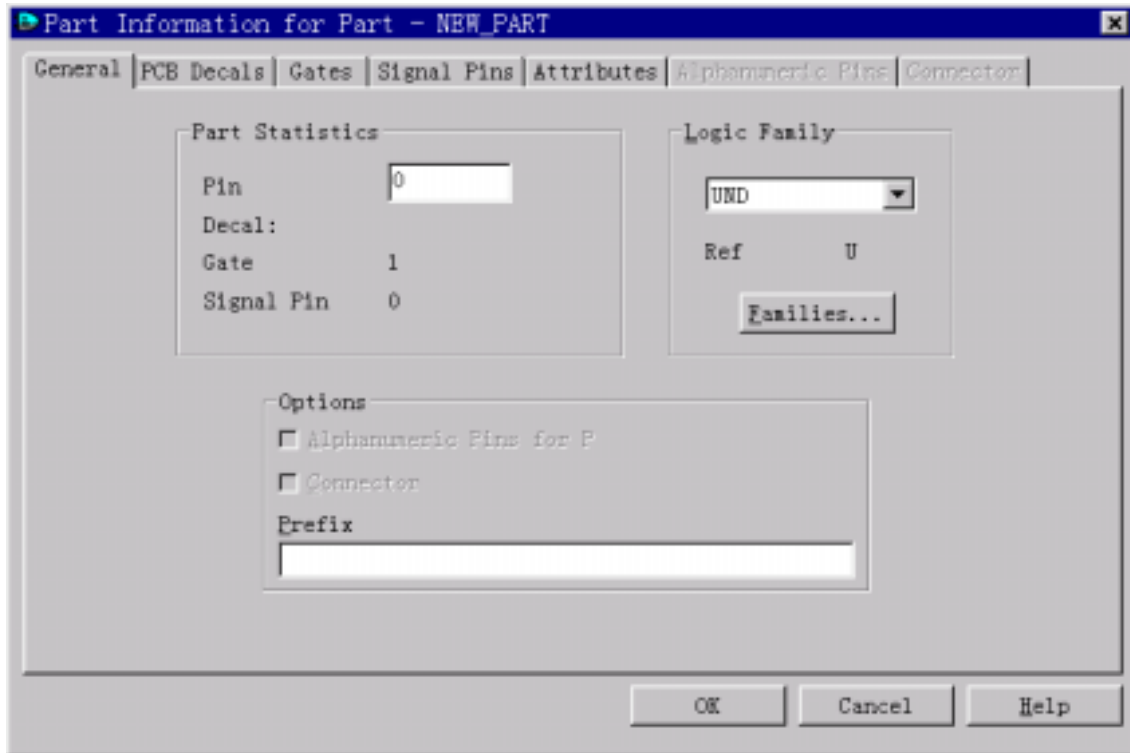 Part Information for Part - NEW_PART
General PCB Decals Gates Signal Pins Attributes Alphanumeric Pins Connector
Part Statistics
Logic Family
Pin 0
UND
Decal:
Ref U
Gate 1
Signal Pin 0
Families...
Options
Alphanumeric Pins for P
Connector
Prefix
OK Cancel Help